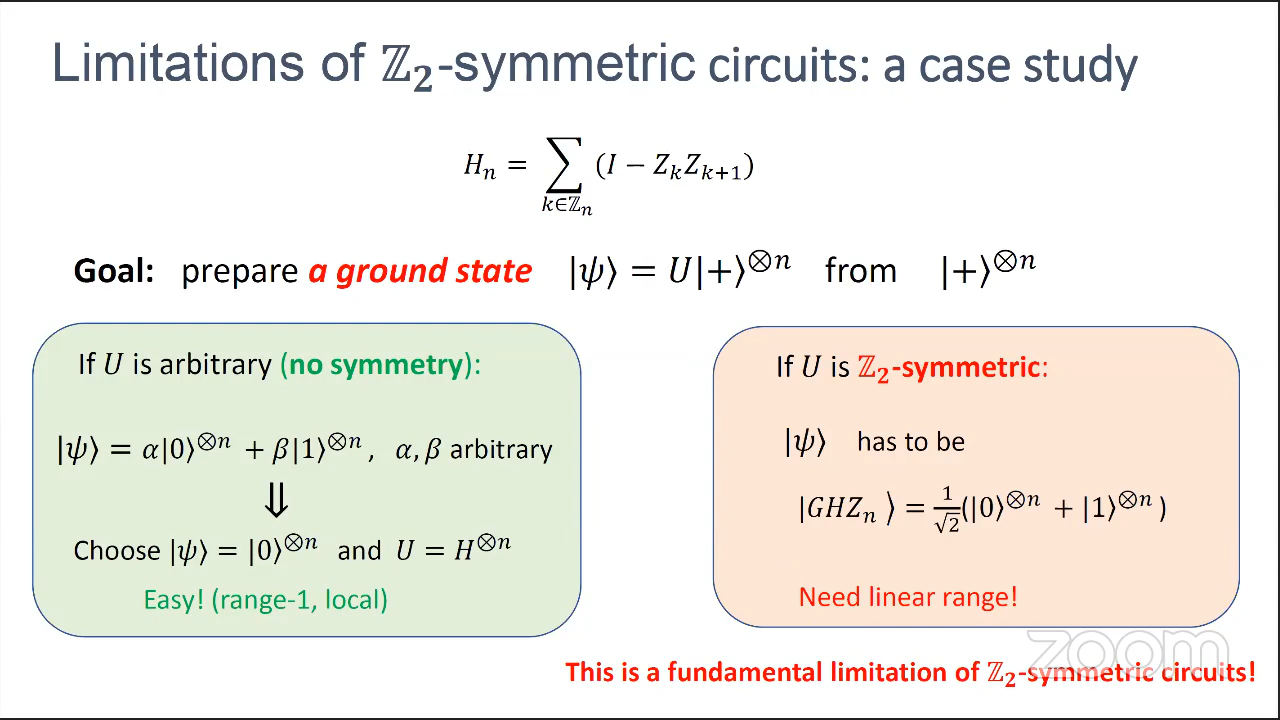 Limitations of ℤ₂-symmetric circuits: a case study
Hₙ = ∑_{k∈ℤₙ} (I − Z_k Z_{k+1})
Goal: prepare a ground state |ψ⟩ = U|+⟩^{⊗n} from |+⟩^{⊗n}
If U is arbitrary (no symmetry):
|ψ⟩ = α|0⟩^{⊗n} + β|1⟩^{⊗n}, α, β arbitrary
⇓
Choose |ψ⟩ = |0⟩^{⊗n} and U = H^{⊗n}
Easy! (range-1, local)
If U is ℤ₂-symmetric:
|ψ⟩ has to be
|GHZₙ⟩ = 1/√2 (|0⟩^{⊗n} + |1⟩^{⊗n})
Need linear range!
zoom
This is a fundamental limitation of ℤ₂-symmetric circuits!